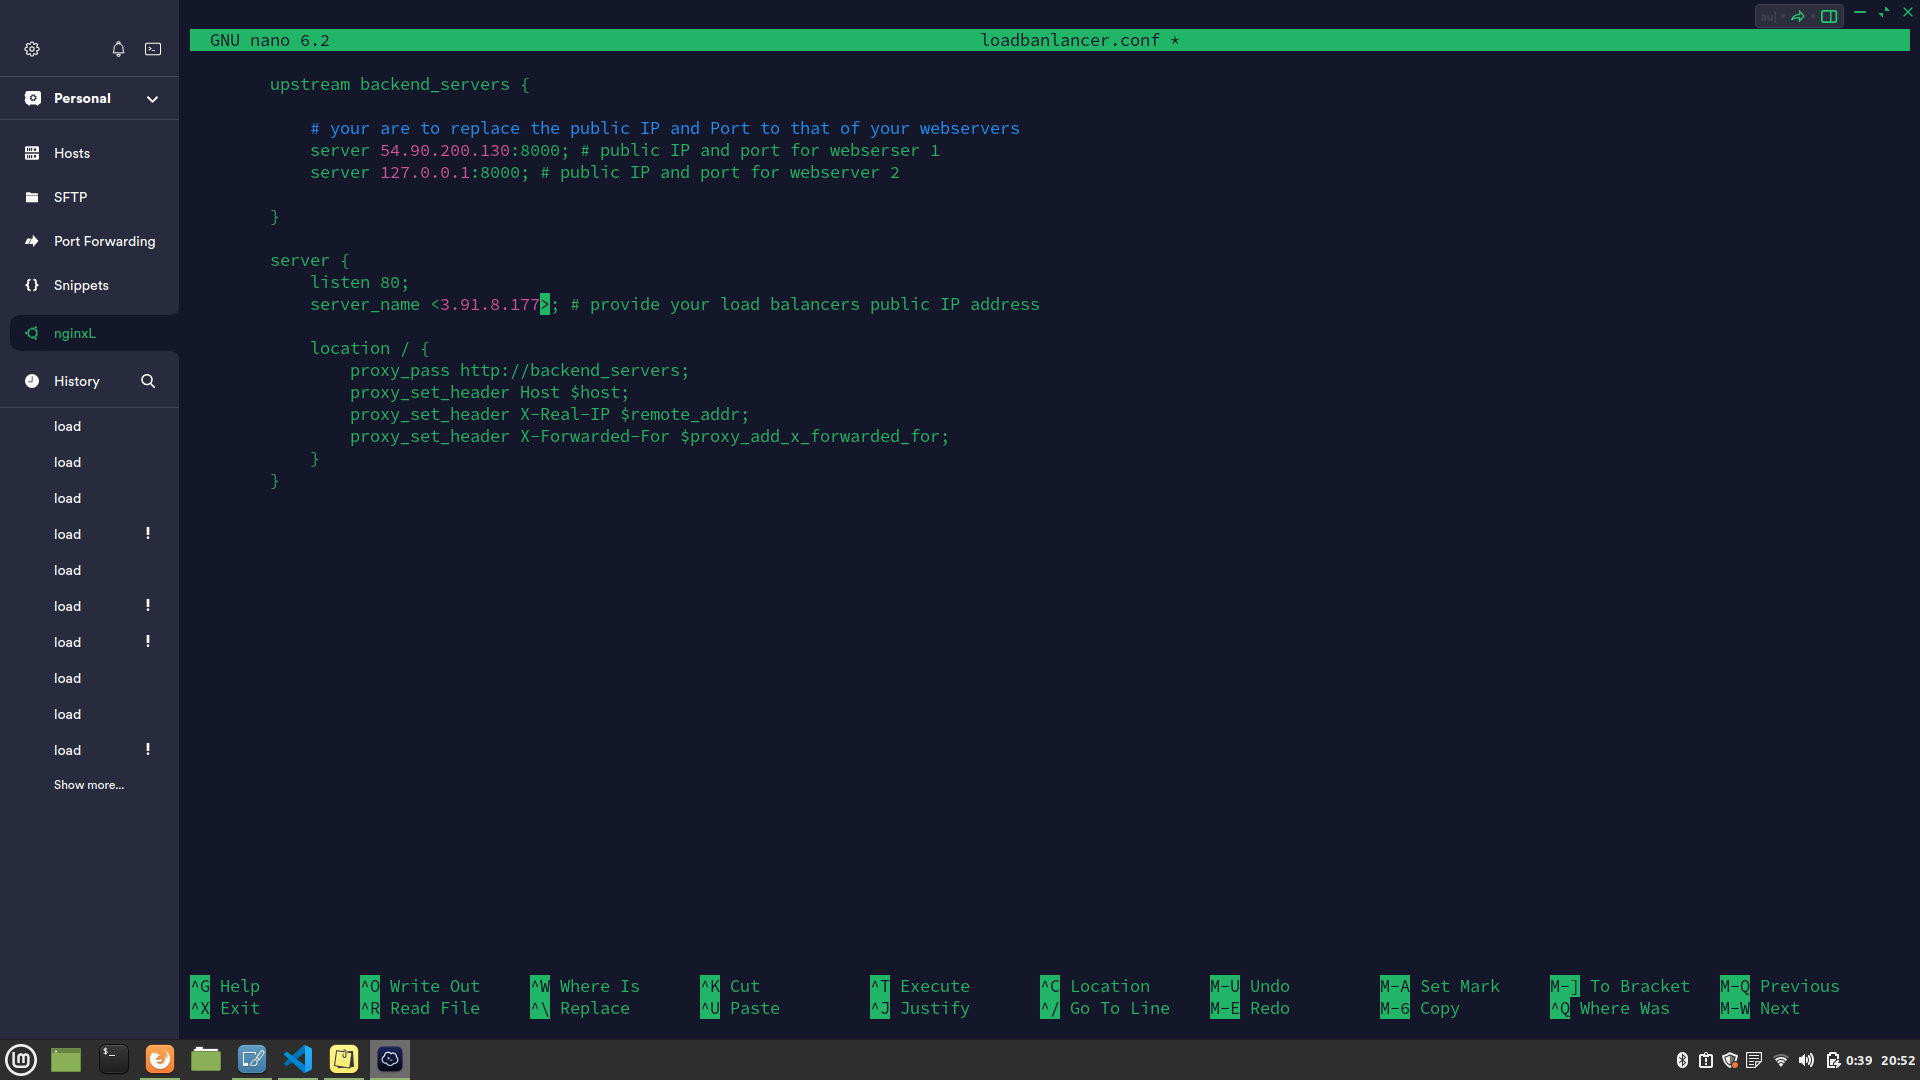 au|
GNU nano 6.2 loadbanlancer.conf *
Personal
Hosts
SFTP
Port Forwarding
Snippets
nginxL
History
load
load
load
load !
load
load !
load !
load
load
load !
Show more...
upstream backend_servers {
# your are to replace the public IP and Port to that of your webservers
server 54.90.200.130:8000; # public IP and port for webserser 1
server 127.0.0.1:8000; # public IP and port for webserver 2
}
server {
listen 80;
server_name <3.91.8.177>; # provide your load balancers public IP address
location / {
proxy_pass http://backend_servers;
proxy_set_header Host $host;
proxy_set_header X-Real-IP $remote_addr;
proxy_set_header X-Forwarded-For $proxy_add_x_forwarded_for;
}
}
^G Help ^O Write Out ^W Where Is ^K Cut ^T Execute ^C Location M-U Undo M-A Set Mark M-] To Bracket M-Q Previous
^X Exit ^R Read File ^\ Replace ^U Paste ^J Justify ^/ Go To Line M-E Redo M-6 Copy ^Q Where Was M-W Next
0:39 20:52